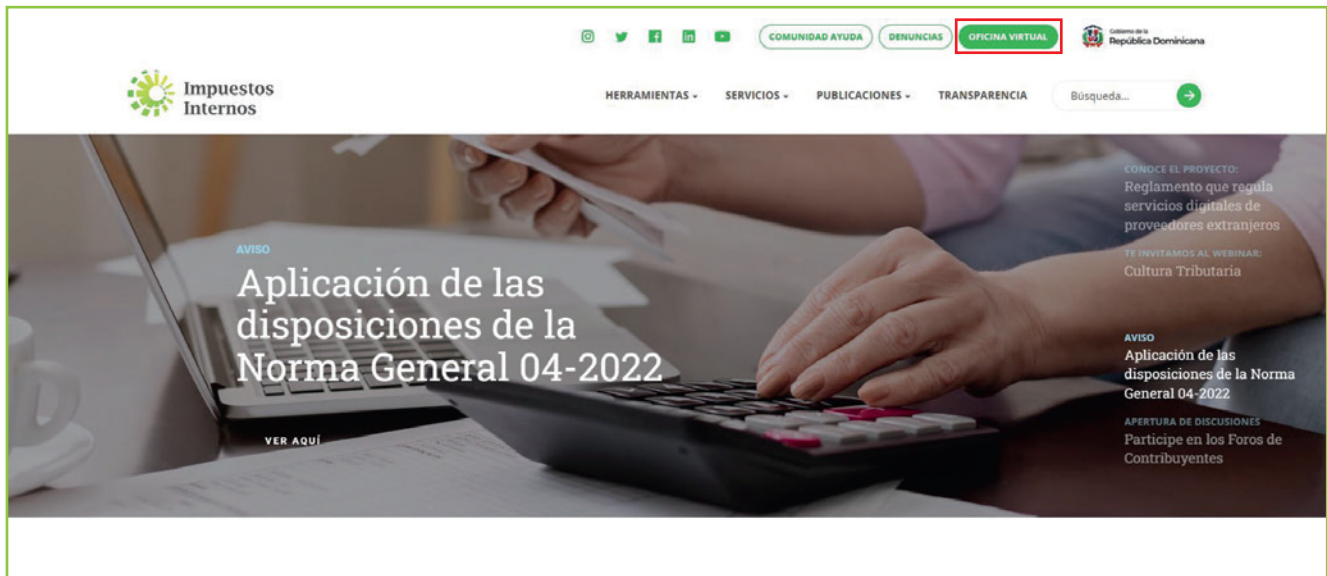 COMUNIDAD AYUDA
DENUNCIAS
OFICINA VIRTUAL
Gobierno de la
República Dominicana
Impuestos
Internos
HERRAMIENTAS
SERVICIOS
PUBLICACIONES
TRANSPARENCIA
Búsqueda...
AVISO
Aplicación de las
disposiciones de la
Norma General 04-2022
VER AQUÍ
CONOCE EL PROYECTO:
Reglamento que regula
servicios digitales de
proveedores extranjeros
TE INVITAMOS AL WEBINAR:
Cultura Tributaria
AVISO
Aplicación de las
disposiciones de la Norma
General 04-2022
APERTURA DE DISCUSIONES
Participe en los Foros de
Contribuyentes